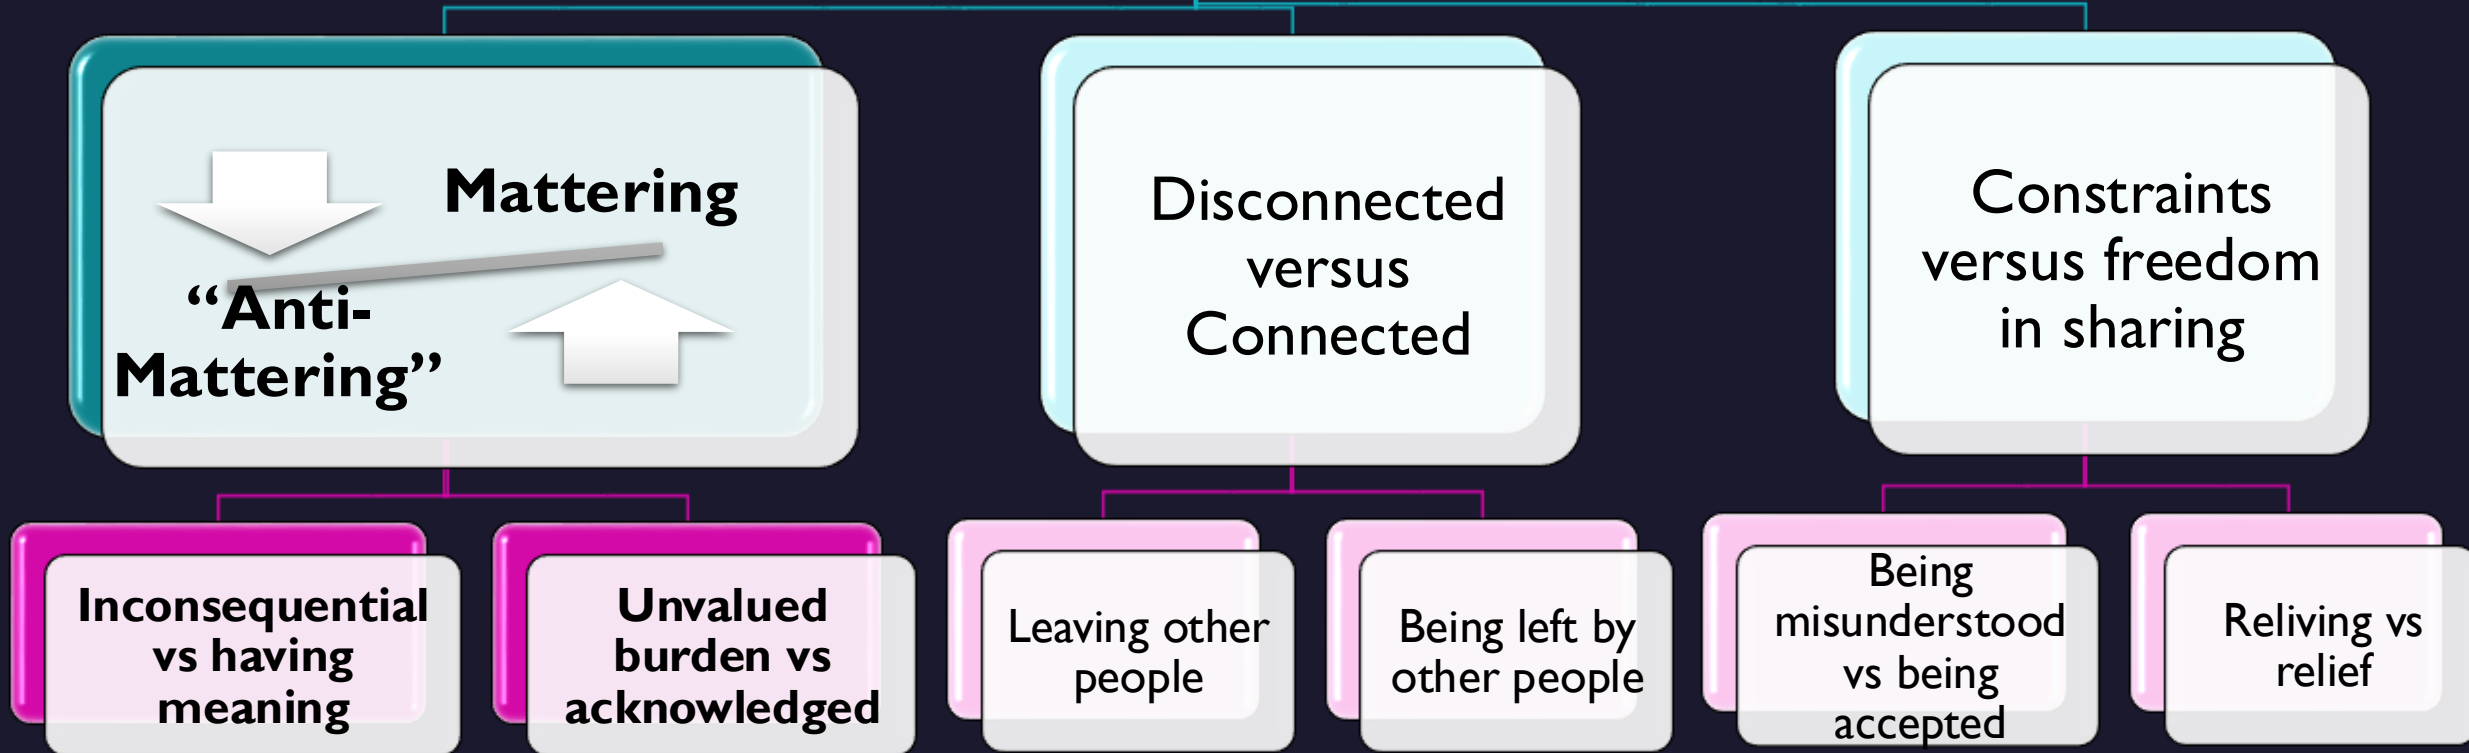 Mattering
“Anti-
Mattering”
Disconnected
versus
Connected
Constraints
versus freedom
in sharing
Inconsequential
vs having
meaning
Unvalued
burden vs
acknowledged
Leaving other
people
Being left by
other people
Being
misunderstood
vs being
accepted
Reliving vs
relief